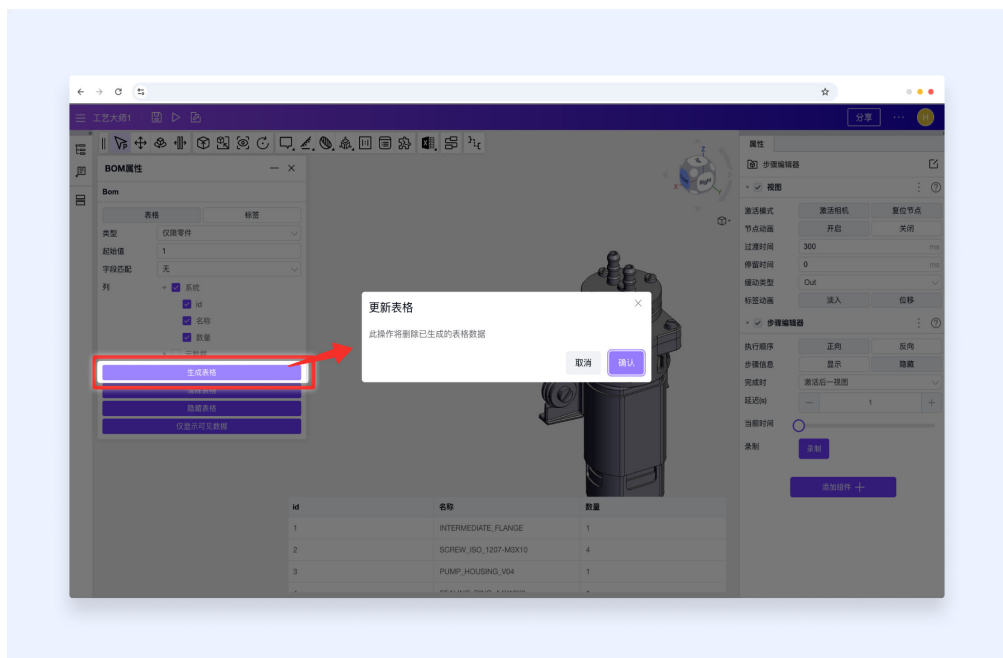 工艺大师1
分享
H
BOM属性
Bom
表格 标签
类型 仅限零件
起始值 1
字段匹配 无
列 系统
id
名称
数量
生成表格
隐藏表格
仅显示可见数据
更新表格
此操作将删除已生成的表格数据
取消 确认
Z
X
Y
Right
id 名称 数量
1 INTERMEDIATE_FLANGE 1
2 SCREW_ISO_1207-M3X10 4
3 PUMP_HOUSING_V04 1
属性
步骤编辑器
视图
激活模式 激活相机 复位节点
节点动画 开启 关闭
过渡时间 300 ms
停留时间 0 ms
缓动类型 Out
标签动画 淡入 位移
步骤编辑器
执行顺序 正向 反向
步骤信息 显示 隐藏
完成时 激活后一视图
延迟(s) — 1 +
当前时间
录制 录制
添加组件 +